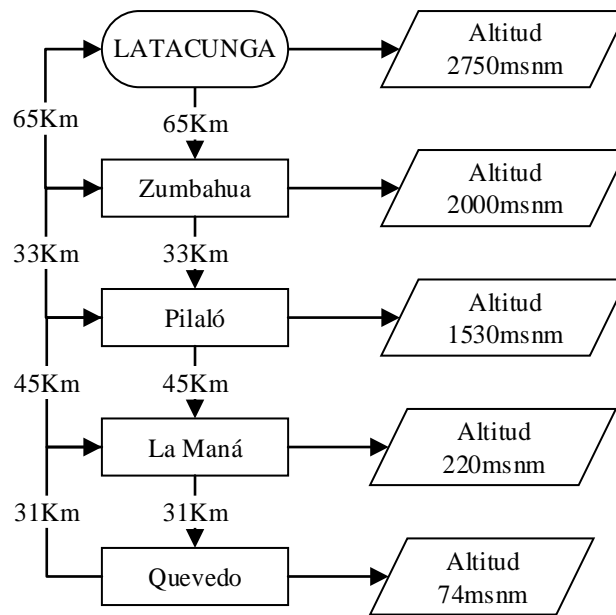 LATACUNGA
Altitud
2750msnm
65Km
65Km
Zumbahua
Altitud
2000msnm
33Km
33Km
Pilaló
Altitud
1530msnm
45Km
45Km
La Maná
Altitud
220msnm
31Km
31Km
Quevedo
Altitud
74msnm